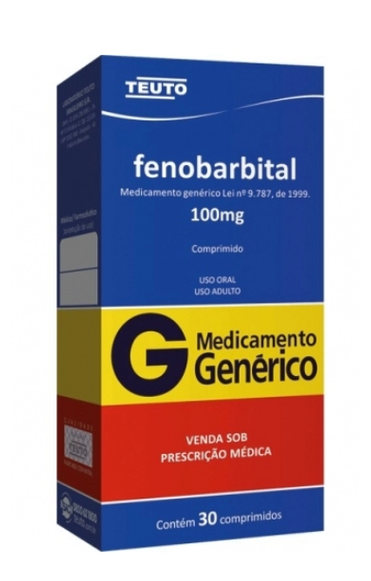 TEUTO
fenobarbital
Medicamento genérico Lei nº 9.787, de 1999.
100mg
Comprimido
USO ORAL
USO ADULTO
G Medicamento
Genérico
VENDA SOB
PRESCRIÇÃO MÉDICA
Contém 30 comprimidos
TEUTO